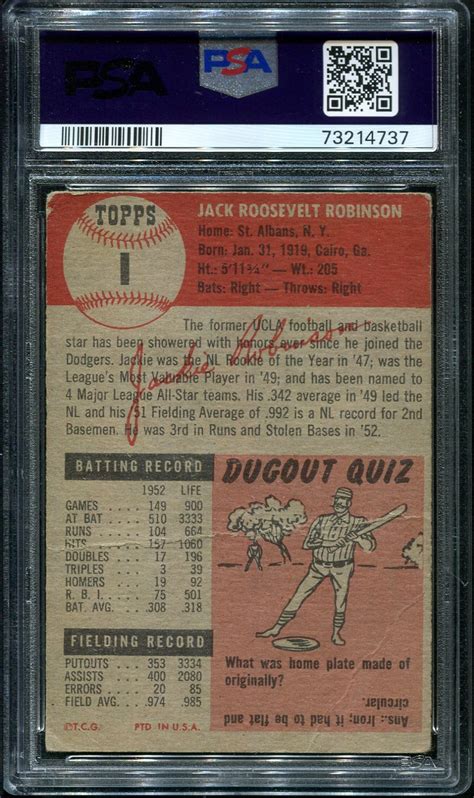 PSA
PSA
73214737
TOPPS
1
JACK ROOSEVELT ROBINSON
Home: St. Albans, N. Y.
Born: Jan. 31, 1919, Cairo, Ga.
Ht.: 5'11¾" — Wt.: 205
Bats: Right — Throws: Right
The former UCLA football and basketball
star has been showered with honors ever since he joined the
Dodgers. Jackie was the NL Rookie of the Year in '47; was the
League's Most Valuable Player in '49; and has been named to
4 Major League All-Star teams. His .342 average in '49 led the
NL and his '51 Fielding Average of .992 is a NL record for 2nd
Basemen. He was 3rd in Runs and Stolen Bases in '52.
Jackie Robinson
BATTING RECORD
1952 LIFE
GAMES 149 900
AT BAT 510 3333
RUNS 104 664
HITS 157 1060
DOUBLES 17 196
TRIPLES 3 39
HOMERS 19 92
R. B. I. 75 501
BAT. AVG. .308 .318
FIELDING RECORD
PUTOUTS 353 3334
ASSISTS 400 2080
ERRORS 20 85
FIELD AVG. .974 .985
©T.C.G. PTD IN U.S.A.
DUGOUT QUIZ
What was home plate made of
originally?
Ans.: Iron; it had to be flat and
circular.